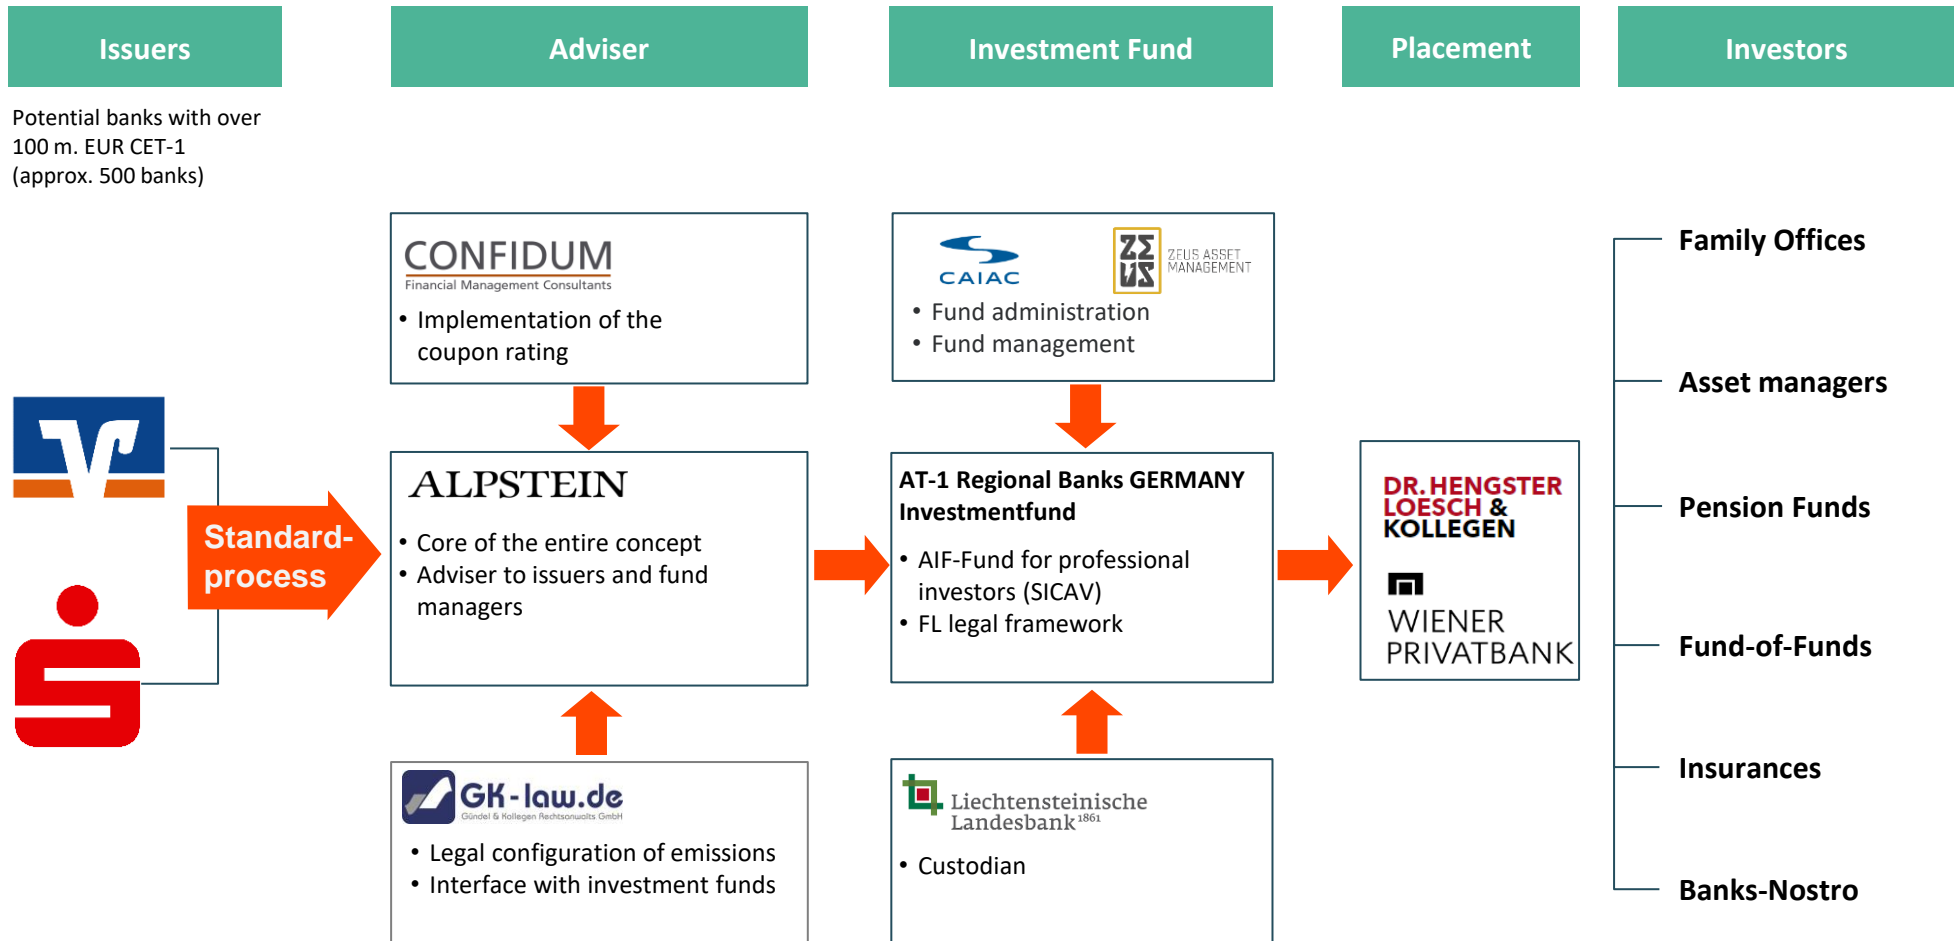 Issuers
Adviser
Investment Fund
Placement
Investors
Potential banks with over
100 m. EUR CET-1
(approx. 500 banks)
Standard-
process
CONFIDUM
Financial Management Consultants
• Implementation of the
coupon rating
ALPSTEIN
• Core of the entire concept
• Adviser to issuers and fund
managers
GK-law.de
Gündel & Kollegen Rechtsanwalts GmbH
• Legal configuration of emissions
• Interface with investment funds
CAIAC
ZEUS
ZEUS ASSET
MANAGEMENT
• Fund administration
• Fund management
AT-1 Regional Banks GERMANY
Investmentfund
• AIF-Fund for professional
investors (SICAV)
• FL legal framework
Liechtensteinische
Landesbank 1861
• Custodian
DR. HENGSTER
LOESCH &
KOLLEGEN
WIENER
PRIVATBANK
Family Offices
Asset managers
Pension Funds
Fund-of-Funds
Insurances
Banks-Nostro